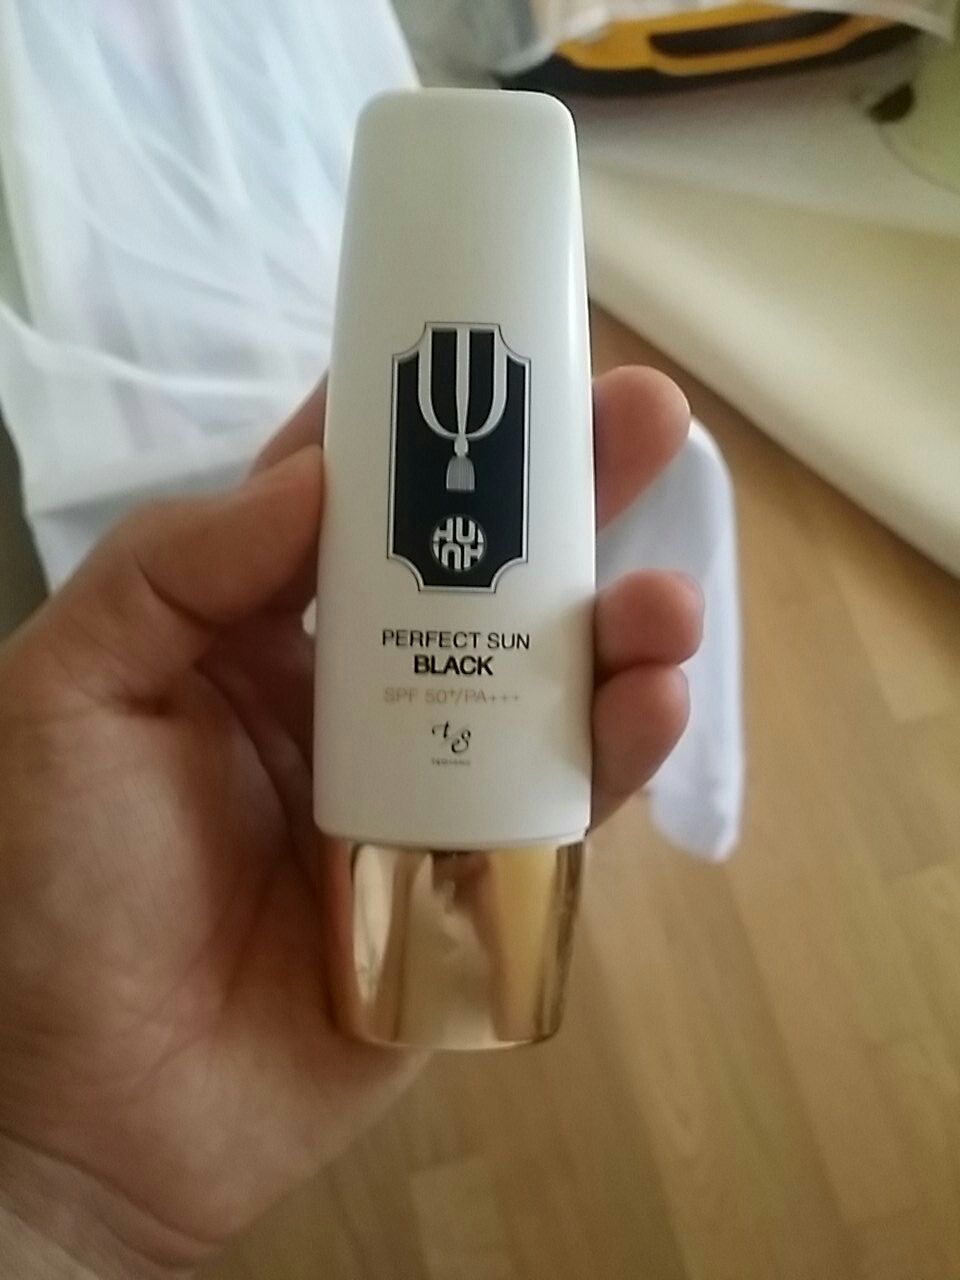 PERFECT SUN
BLACK
SPF 50+/PA+++
t/s